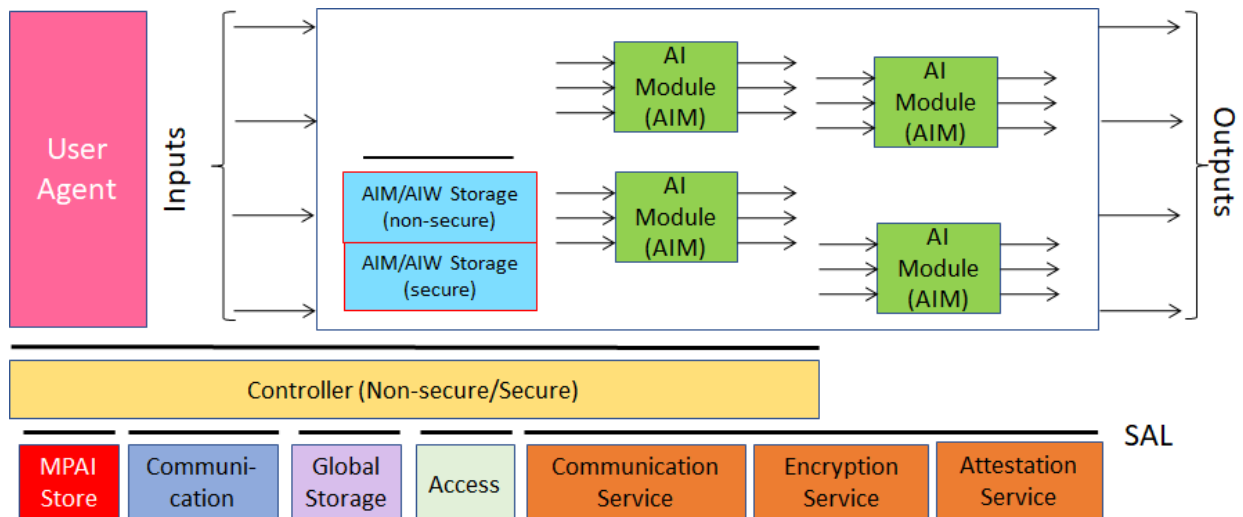 User
Agent
Inputs
AIM/AIW Storage
(non-secure)
AIM/AIW Storage
(secure)
AI
Module
(AIM)
AI
Module
(AIM)
AI
Module
(AIM)
AI
Module
(AIM)
Outputs
Controller (Non-secure/Secure)
SAL
MPAI
Store
Communi-
cation
Global
Storage
Access
Communication
Service
Encryption
Service
Attestation
Service